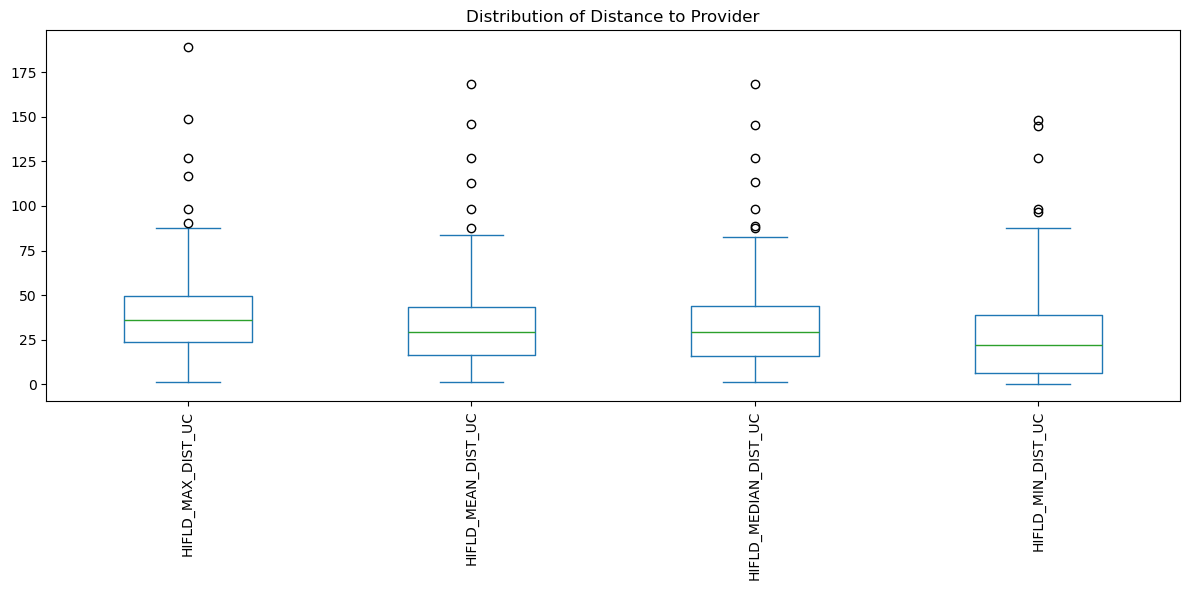 Distribution of Distance to Provider
175
150
125
100
75
50
25
0
HIFLD_MAX_DIST_UC
HIFLD_MEAN_DIST_UC
HIFLD_MEDIAN_DIST_UC
HIFLD_MIN_DIST_UC